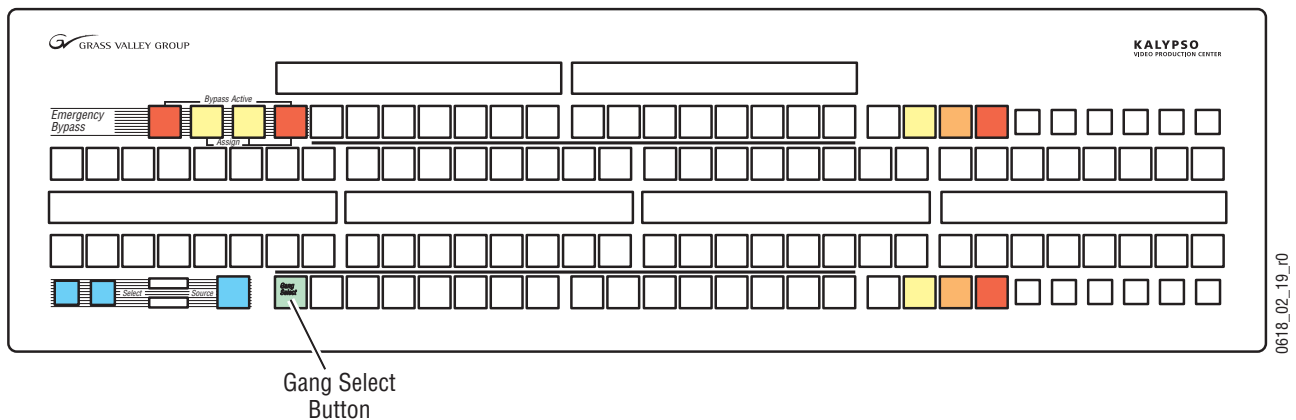 GRASS VALLEY GROUP
KALYPSO
VIDEO PRODUCTION CENTER
Bypass Active
Emergency
Bypass
Assign
Select
Source
Gang
Select
Gang Select
Button
0618_02_19_r0